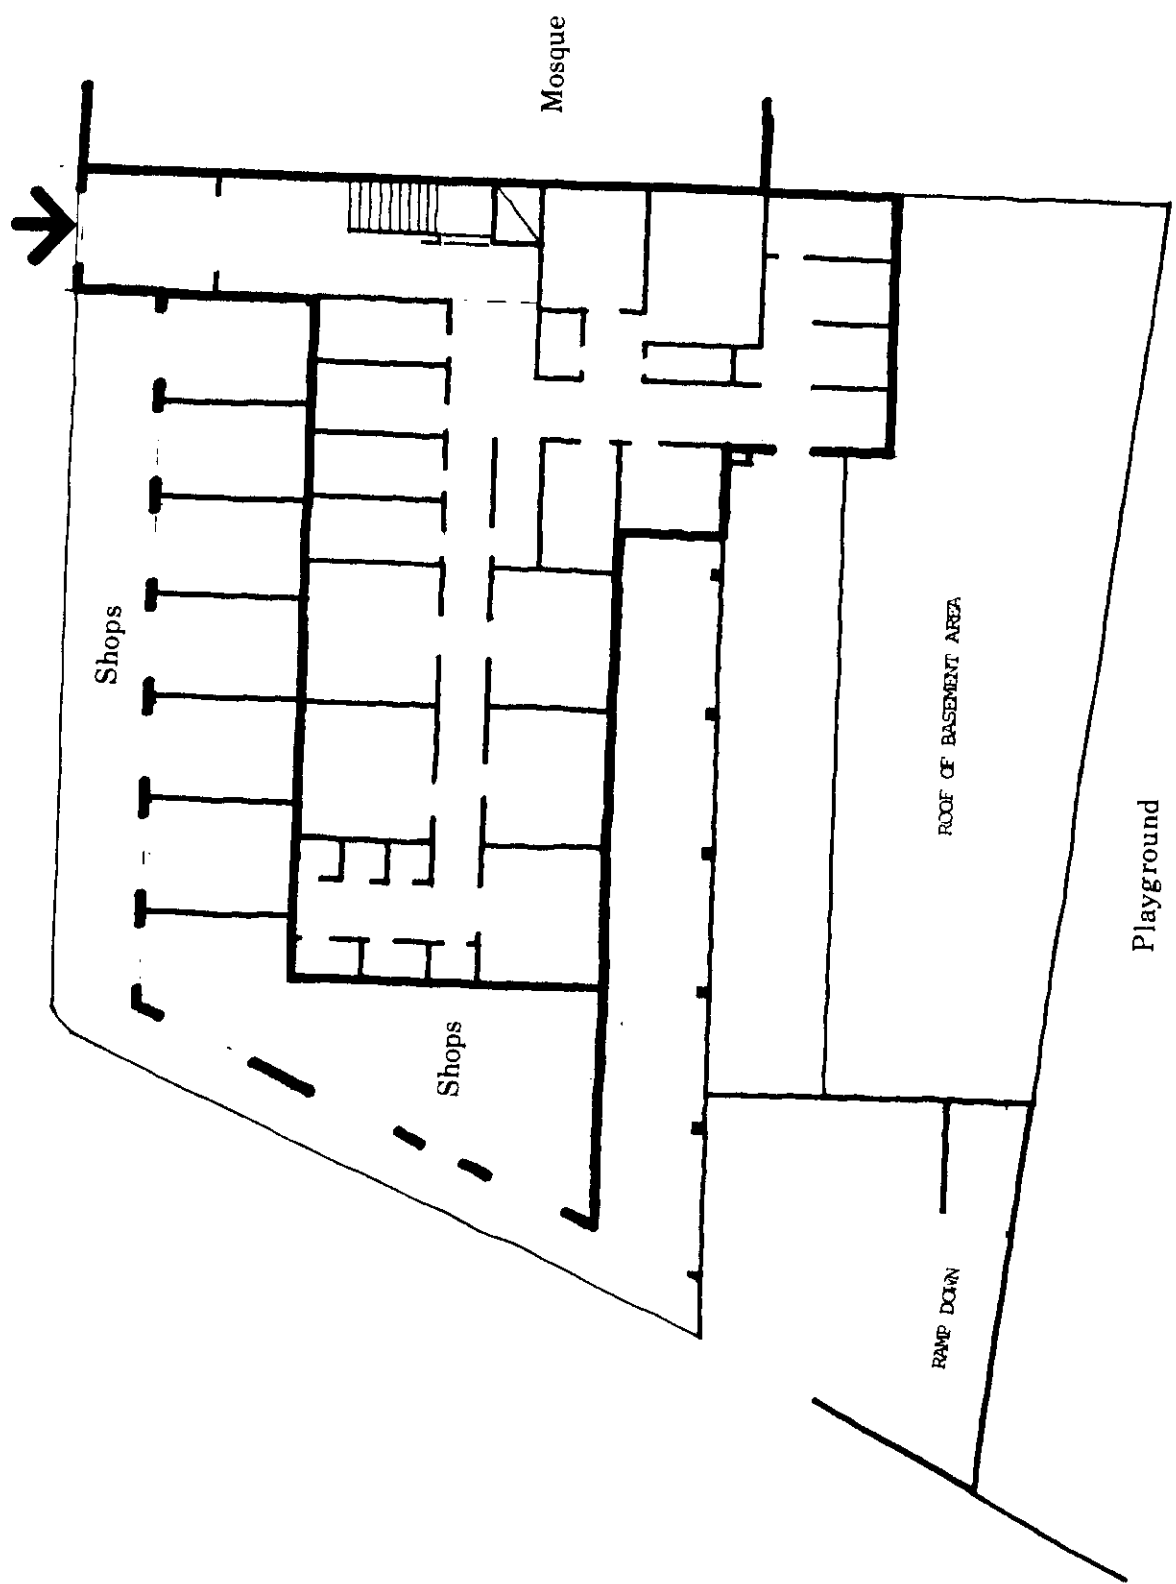 Mosque
Shops
Shops
ROOF OF BASEMENT AREA
Playground
RAMP DOWN